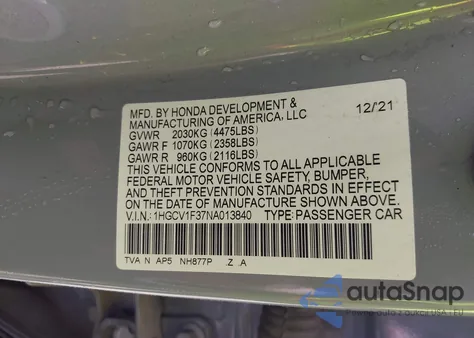 MFD. BY HONDA DEVELOPMENT &
MANUFACTURING OF AMERICA, LLC 12/'21
GVWR 2030KG (4475LBS)
GAWR F 1070KG (2358LBS)
GAWR R 960KG (2116LBS)
THIS VEHICLE CONFORMS TO ALL APPLICABLE
FEDERAL MOTOR VEHICLE SAFETY, BUMPER,
AND THEFT PREVENTION STANDARDS IN EFFECT
ON THE DATE OF MANUFACTURE SHOWN ABOVE.
V.I.N.: 1HGCV1F37NA013840 TYPE: PASSENGER CAR
TVA N AP5 NH877P .Z .A
autoSnap